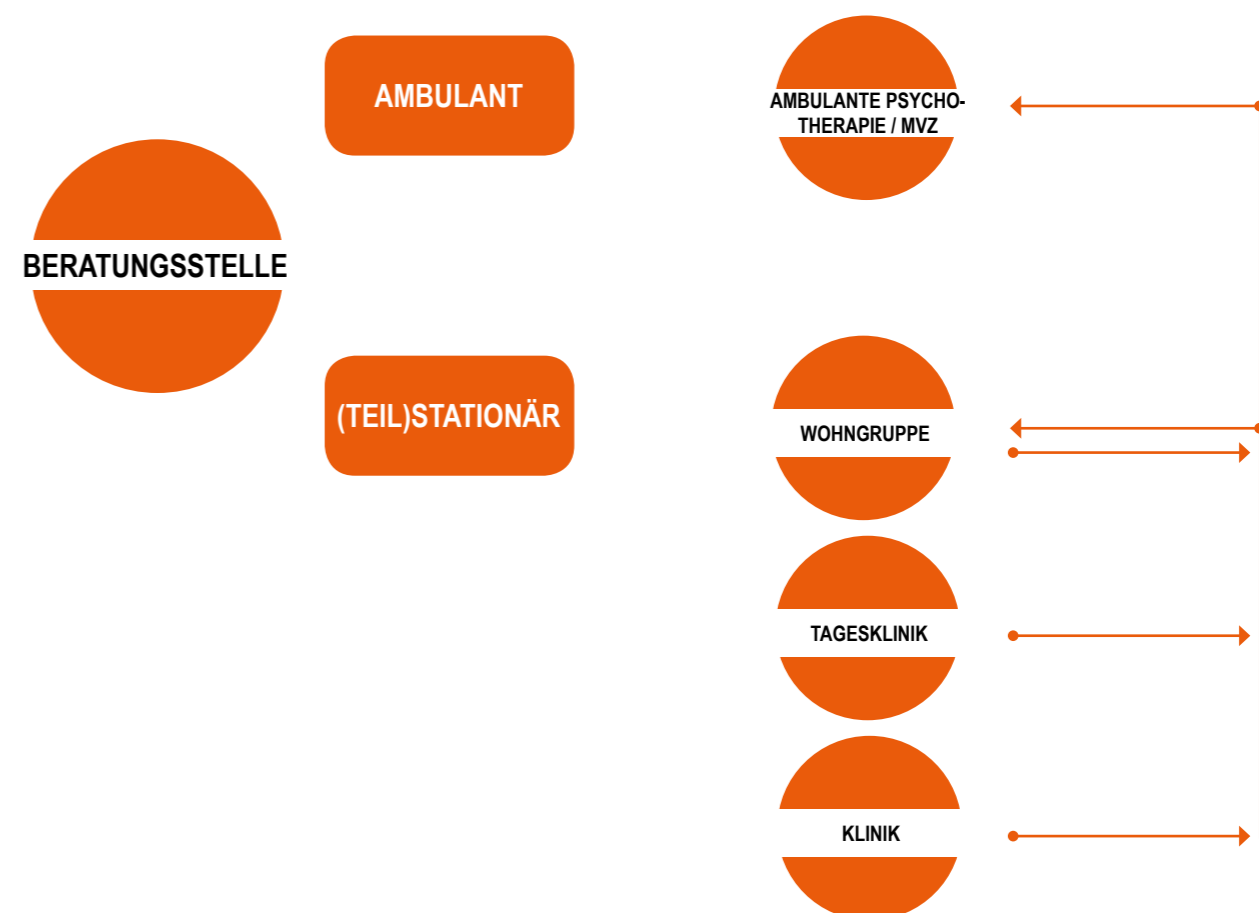 AMBULANT
AMBULANTE PSYCHO-
THERAPIE / MVZ
BERATUNGSSTELLE
(TEIL)STATIONÄR
WOHNGRUPPE
TAGESKLINIK
KLINIK